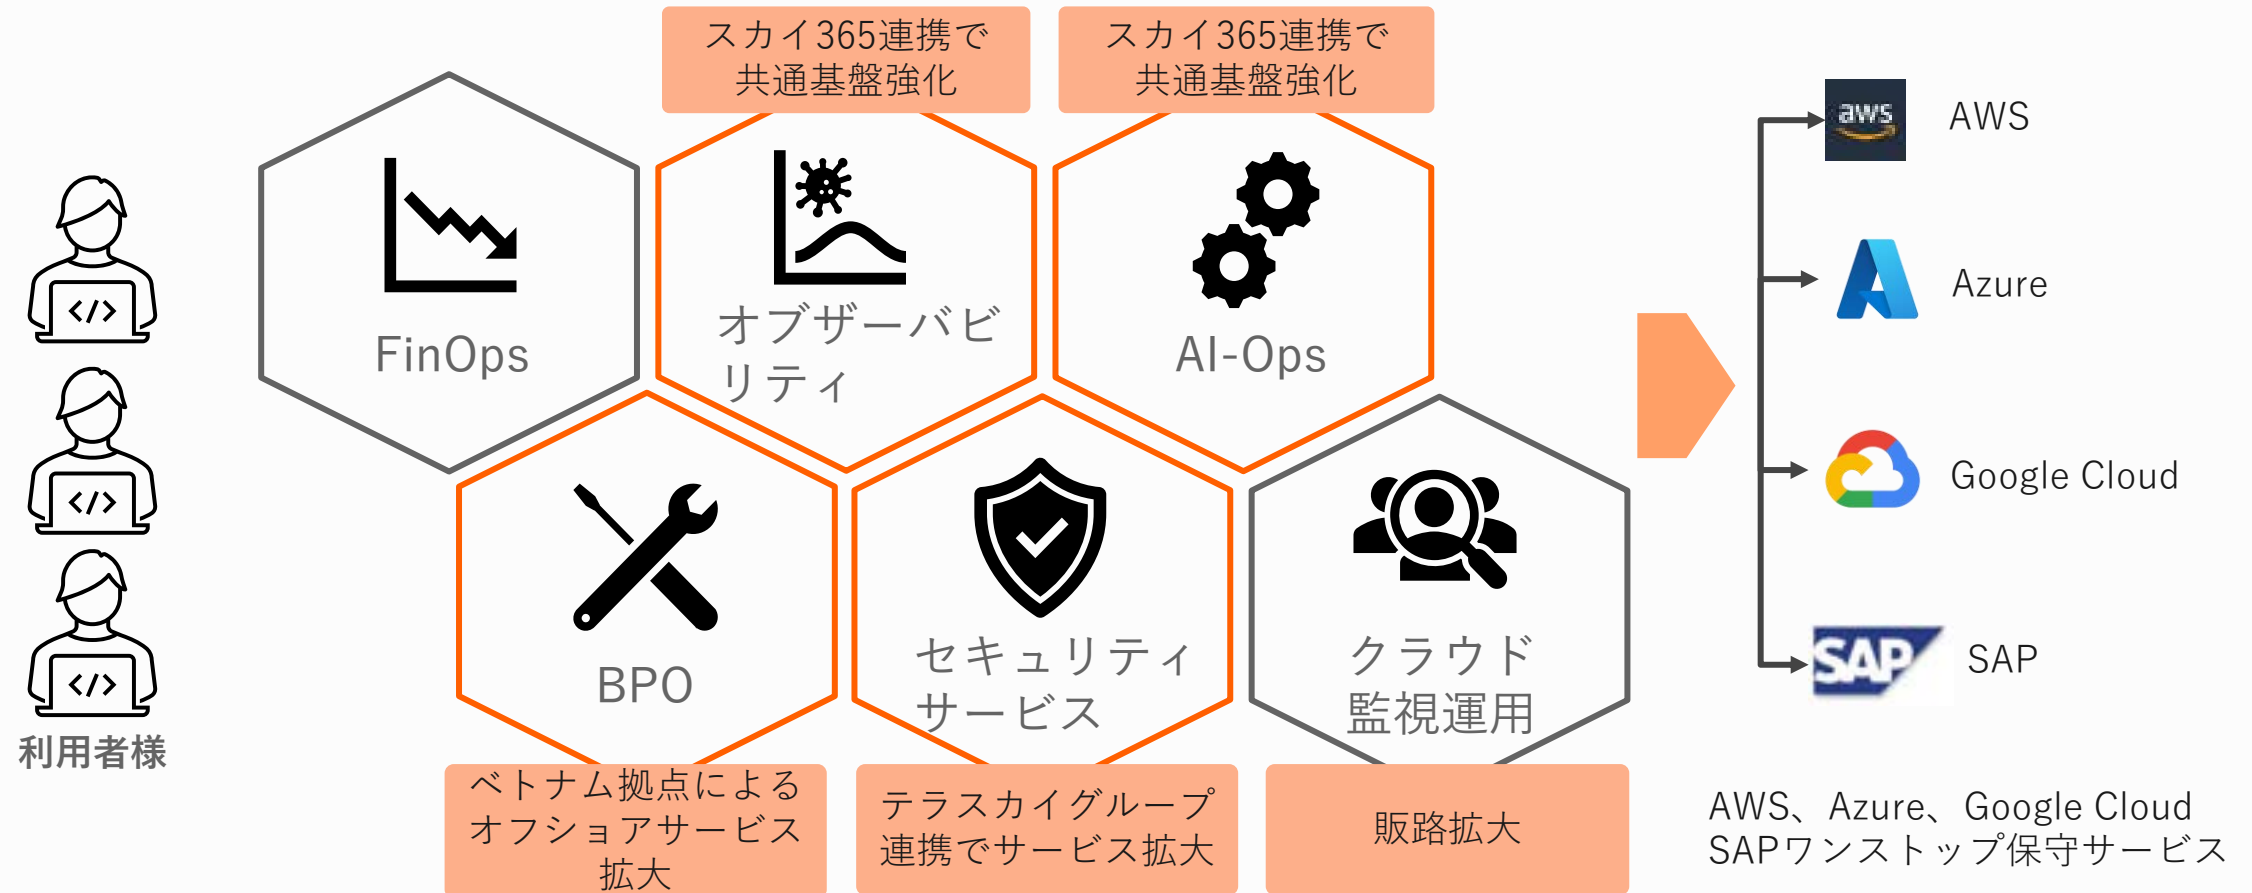 スカイ365連携で
共通基盤強化
スカイ365連携で
共通基盤強化
FinOps
オブザーバビ
リティ
AI-Ops
BPO
セキュリティ
サービス
クラウド
監視運用
ベトナム拠点による
オフショアサービス
拡大
テラスカイグループ
連携でサービス拡大
販路拡大
</>
</>
</>
利用者様
aws
AWS
Azure
Google Cloud
SAP
SAP
AWS、Azure、Google Cloud
SAPワンストップ保守サービス